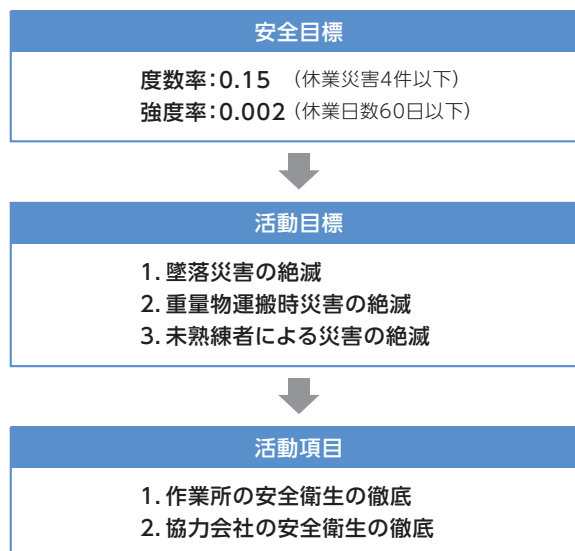 安全目標
度数率：0.15 （休業災害4件以下）
強度率：0.002（休業日数60日以下）
活動目標
1. 墜落災害の絶滅
2. 重量物運搬時災害の絶滅
3. 未熟練者による災害の絶滅
活動項目
1. 作業所の安全衛生の徹底
2. 協力会社の安全衛生の徹底